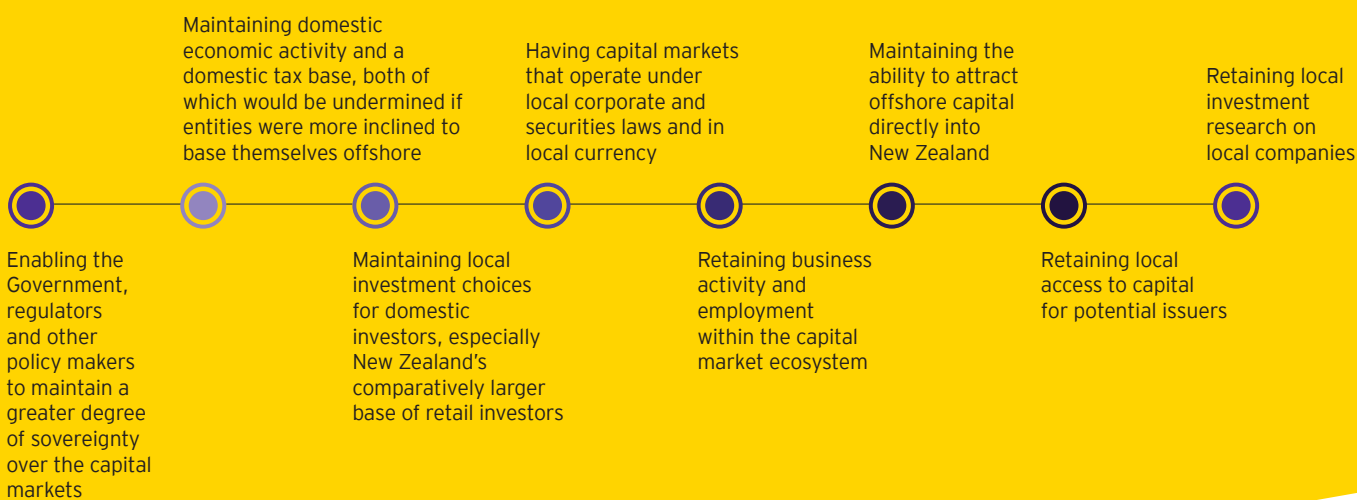 Enabling the
Government,
regulators
and other
policy makers
to maintain a
greater degree
of sovereignty
over the capital
markets
Maintaining domestic
economic activity and a
domestic tax base, both of
which would be undermined if
entities were more inclined to
base themselves offshore
Maintaining local
investment choices
for domestic
investors, especially
New Zealand's
comparatively larger
base of retail investors
Having capital markets
that operate under
local corporate and
securities laws and in
local currency
Retaining business
activity and
employment
within the capital
market ecosystem
Maintaining the
ability to attract
offshore capital
directly into
New Zealand
Retaining local
access to capital
for potential issuers
Retaining local
investment
research on
local companies